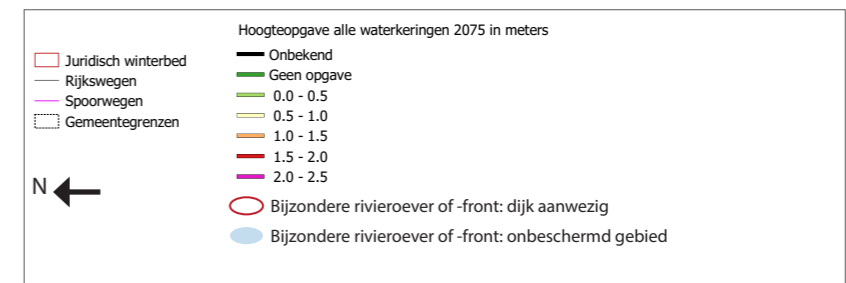 Hoogteopgave alle waterkeringen 2075 in meters
Juridisch winterbed
Rijkswegen
Spoorwegen
Gemeentegrenzen
Onbekend
Geen opgave
0.0 - 0.5
0.5 - 1.0
1.0 - 1.5
1.5 - 2.0
2.0 - 2.5
N
Bijzondere rivieroever of -front: dijk aanwezig
Bijzondere rivieroever of -front: onbeschermd gebied